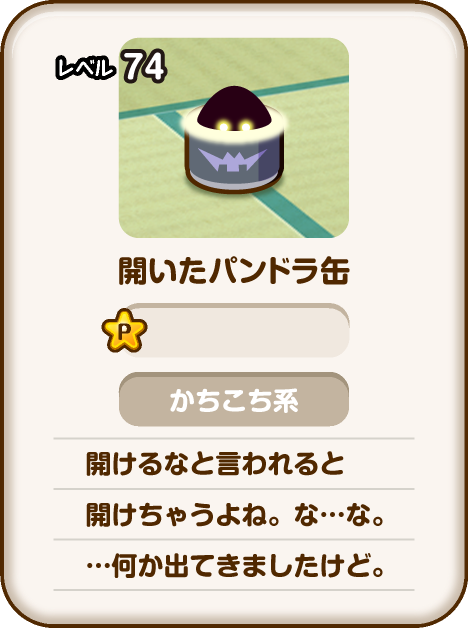 レベル 74
開いたパンドラ缶
P
かちこち系
開けるなと言われると
開けちゃうよね。な…な。
…何か出てきましたけど。